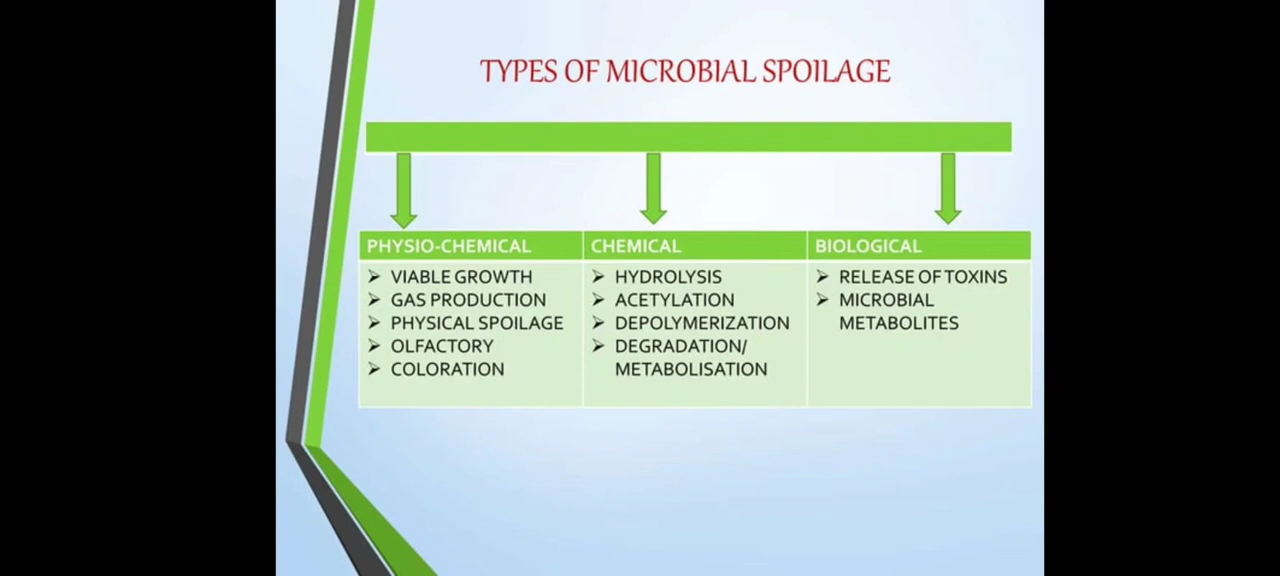 TYPES OF MICROBIAL SPOILAGE
PHYSIO-CHEMICAL
VIABLE GROWTH
GAS PRODUCTION
PHYSICAL SPOILAGE
OLFACTORY
COLORATION
CHEMICAL
HYDROLYSIS
ACETYLATION
DEPOLYMERIZATION
DEGRADATION/
METABOLISATION
BIOLOGICAL
RELEASE OF TOXINS
MICROBIAL
METABOLITES